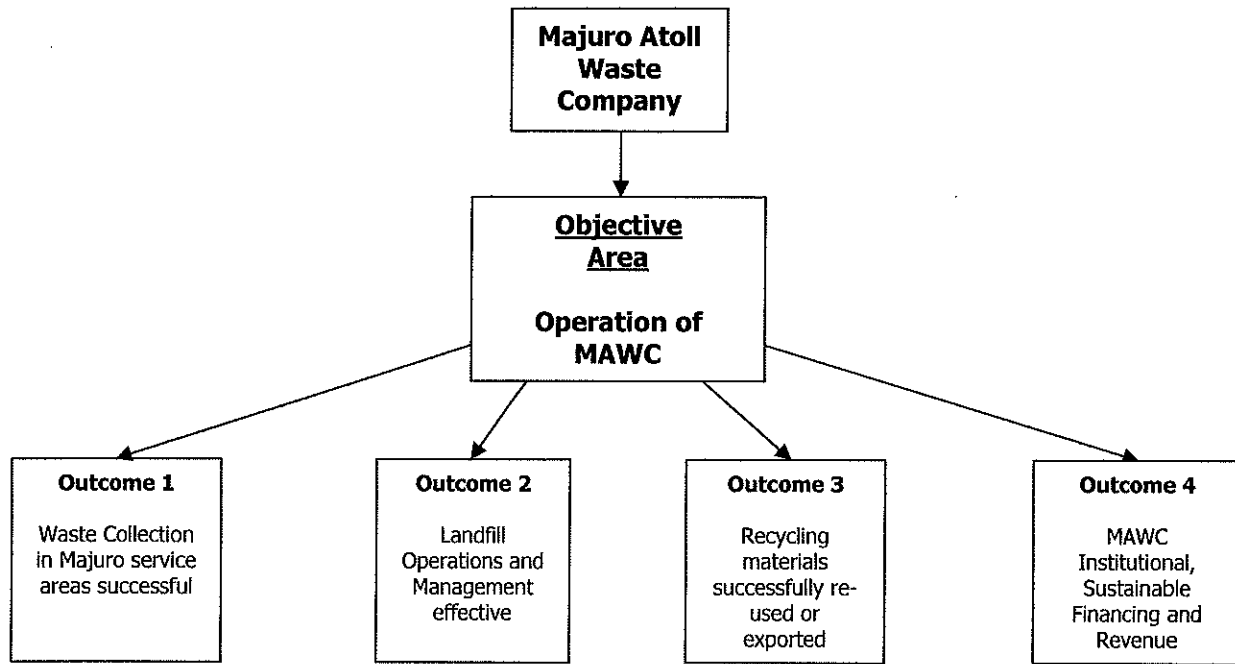 Majuro Atoll
Waste
Company
Objective
Area
Operation of
MAWC
Outcome 1
Waste Collection
in Majuro service
areas successful
Outcome 2
Landfill
Operations and
Management
effective
Outcome 3
Recycling
materials
successfully re-
used or
exported
Outcome 4
MAWC
Institutional,
Sustainable
Financing and
Revenue